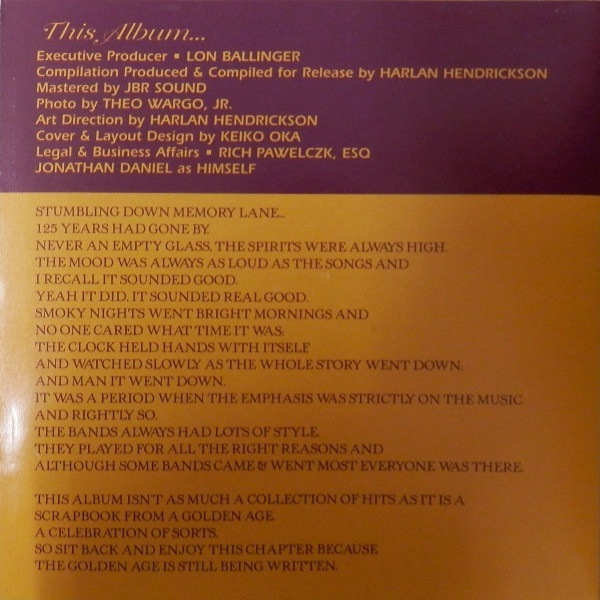 This Album...
Executive Producer ▪ LON BALLINGER
Compilation Produced & Compiled for Release by HARLAN HENDRICKSON
Mastered by JBR SOUND
Photo by THEO WARGO, JR.
Art Direction by HARLAN HENDRICKSON
Cover & Layout Design by KEIKO OKA
Legal & Business Affairs ▪ RICH PAWELCZK, ESQ
JONATHAN DANIEL as HIMSELF
STUMBLING DOWN MEMORY LANE...
125 YEARS HAD GONE BY.
NEVER AN EMPTY GLASS, THE SPIRITS WERE ALWAYS HIGH.
THE MOOD WAS ALWAYS AS LOUD AS THE SONGS AND
I RECALL IT SOUNDED GOOD.
YEAH IT DID, IT SOUNDED REAL GOOD.
SMOKY NIGHTS WENT BRIGHT MORNINGS AND
NO ONE CARED WHAT TIME IT WAS;
THE CLOCK HELD HANDS WITH ITSELF
AND WATCHED SLOWLY AS THE WHOLE STORY WENT DOWN;
AND MAN IT WENT DOWN.
IT WAS A PERIOD WHEN THE EMPHASIS WAS STRICTLY ON THE MUSIC
AND RIGHTLY SO.
THE BANDS ALWAYS HAD LOTS OF STYLE.
THEY PLAYED FOR ALL THE RIGHT REASONS AND
ALTHOUGH SOME BANDS CAME & WENT MOST EVERYONE WAS THERE.
THIS ALBUM ISN'T AS MUCH A COLLECTION OF HITS AS IT IS A
SCRAPBOOK FROM A GOLDEN AGE.
A CELEBRATION OF SORTS.
SO SIT BACK AND ENJOY THIS CHAPTER BECAUSE
THE GOLDEN AGE IS STILL BEING WRITTEN.